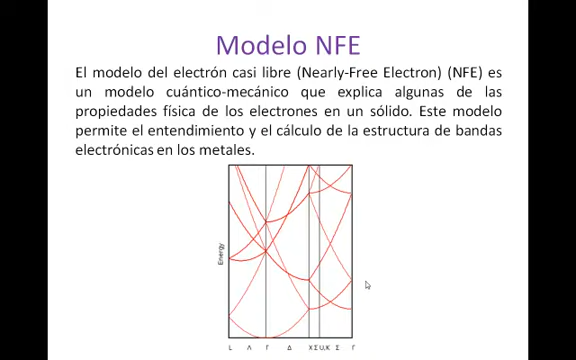 Modelo NFE
El modelo del electrón casi libre (Nearly-Free Electron) (NFE) es
un modelo cuántico-mecánico que explica algunas de las
propiedades física de los electrones en un sólido. Este modelo
permite el entendimiento y el cálculo de la estructura de bandas
electrónicas en los metales.
Energy
L Λ Γ Δ X Σ U,K Σ Γ